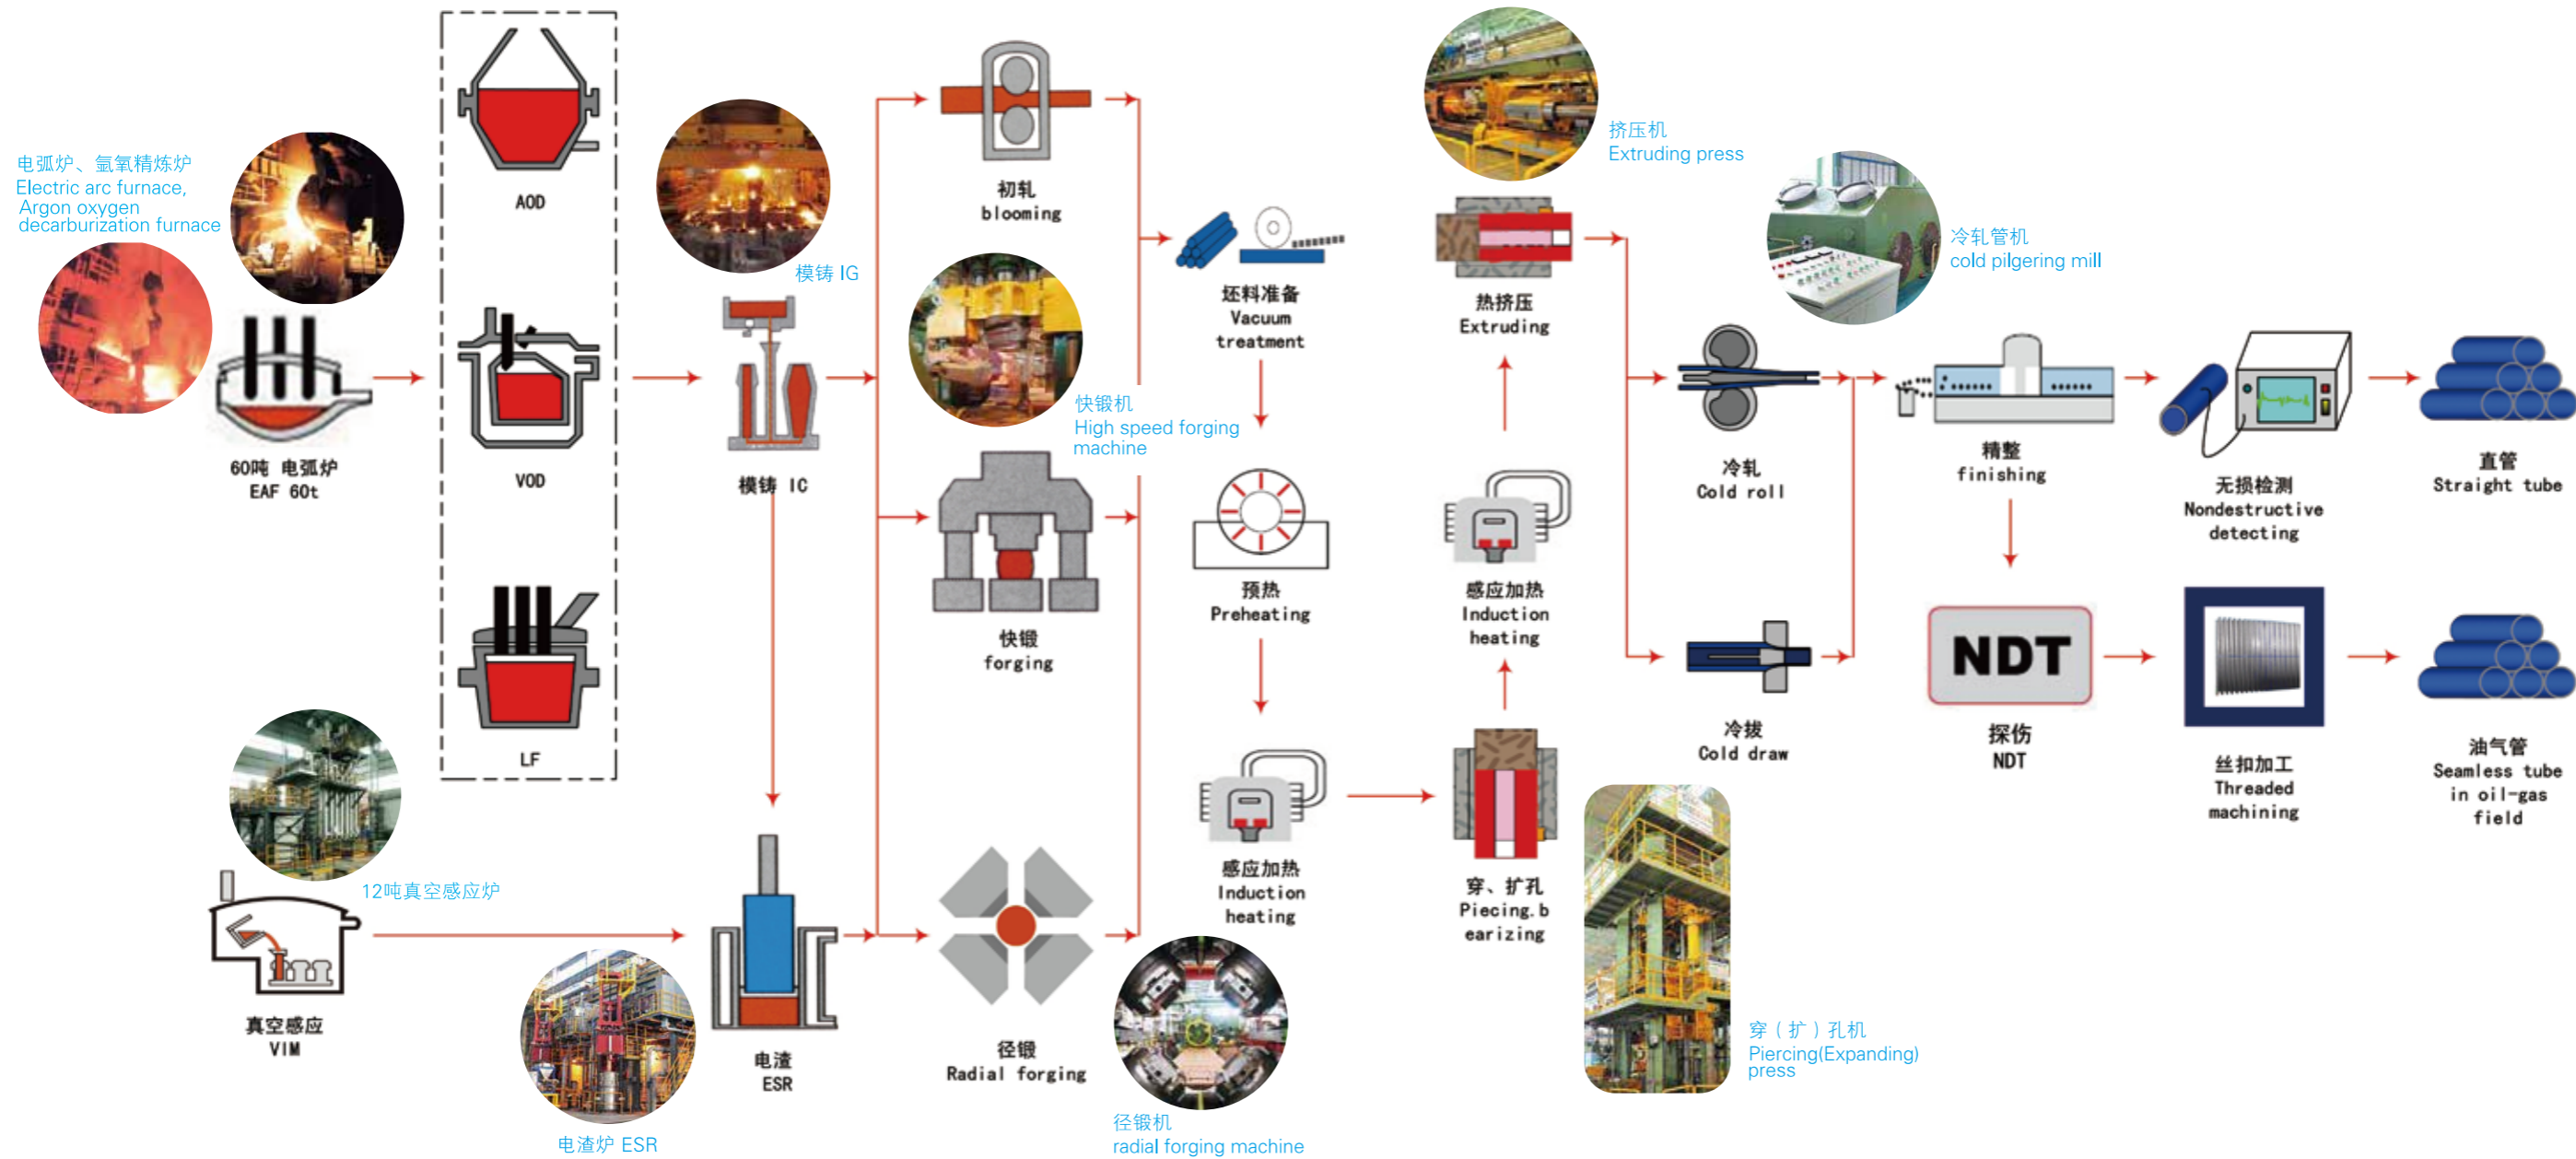 电弧炉、氩氧精炼炉
Electric arc furnace,
Argon oxygen
decarburization furnace
60吨 电弧炉
EAF 60t
AOD
VOD
LF
12吨真空感应炉
真空感应
VIM
模铸 IG
模铸 IC
电渣
ESR
电渣炉 ESR
初轧
blooming
快锻机
High speed forging
machine
快锻
forging
径锻
Radial forging
径锻机
radial forging machine
坯料准备
Vacuum
treatment
预热
Preheating
感应加热
Induction
heating
穿、扩孔
Piecing.b
earizing
穿（扩）孔机
Piercing(Expanding)
press
感应加热
Induction
heating
热挤压
Extruding
挤压机
Extruding press
冷轧管机
cold pilgering mill
冷轧
Cold roll
冷拔
Cold draw
精整
finishing
无损检测
Nondestructive
detecting
直管
Straight tube
NDT
探伤
NDT
丝扣加工
Threaded
machining
油气管
Seamless tube
in oil-gas
field